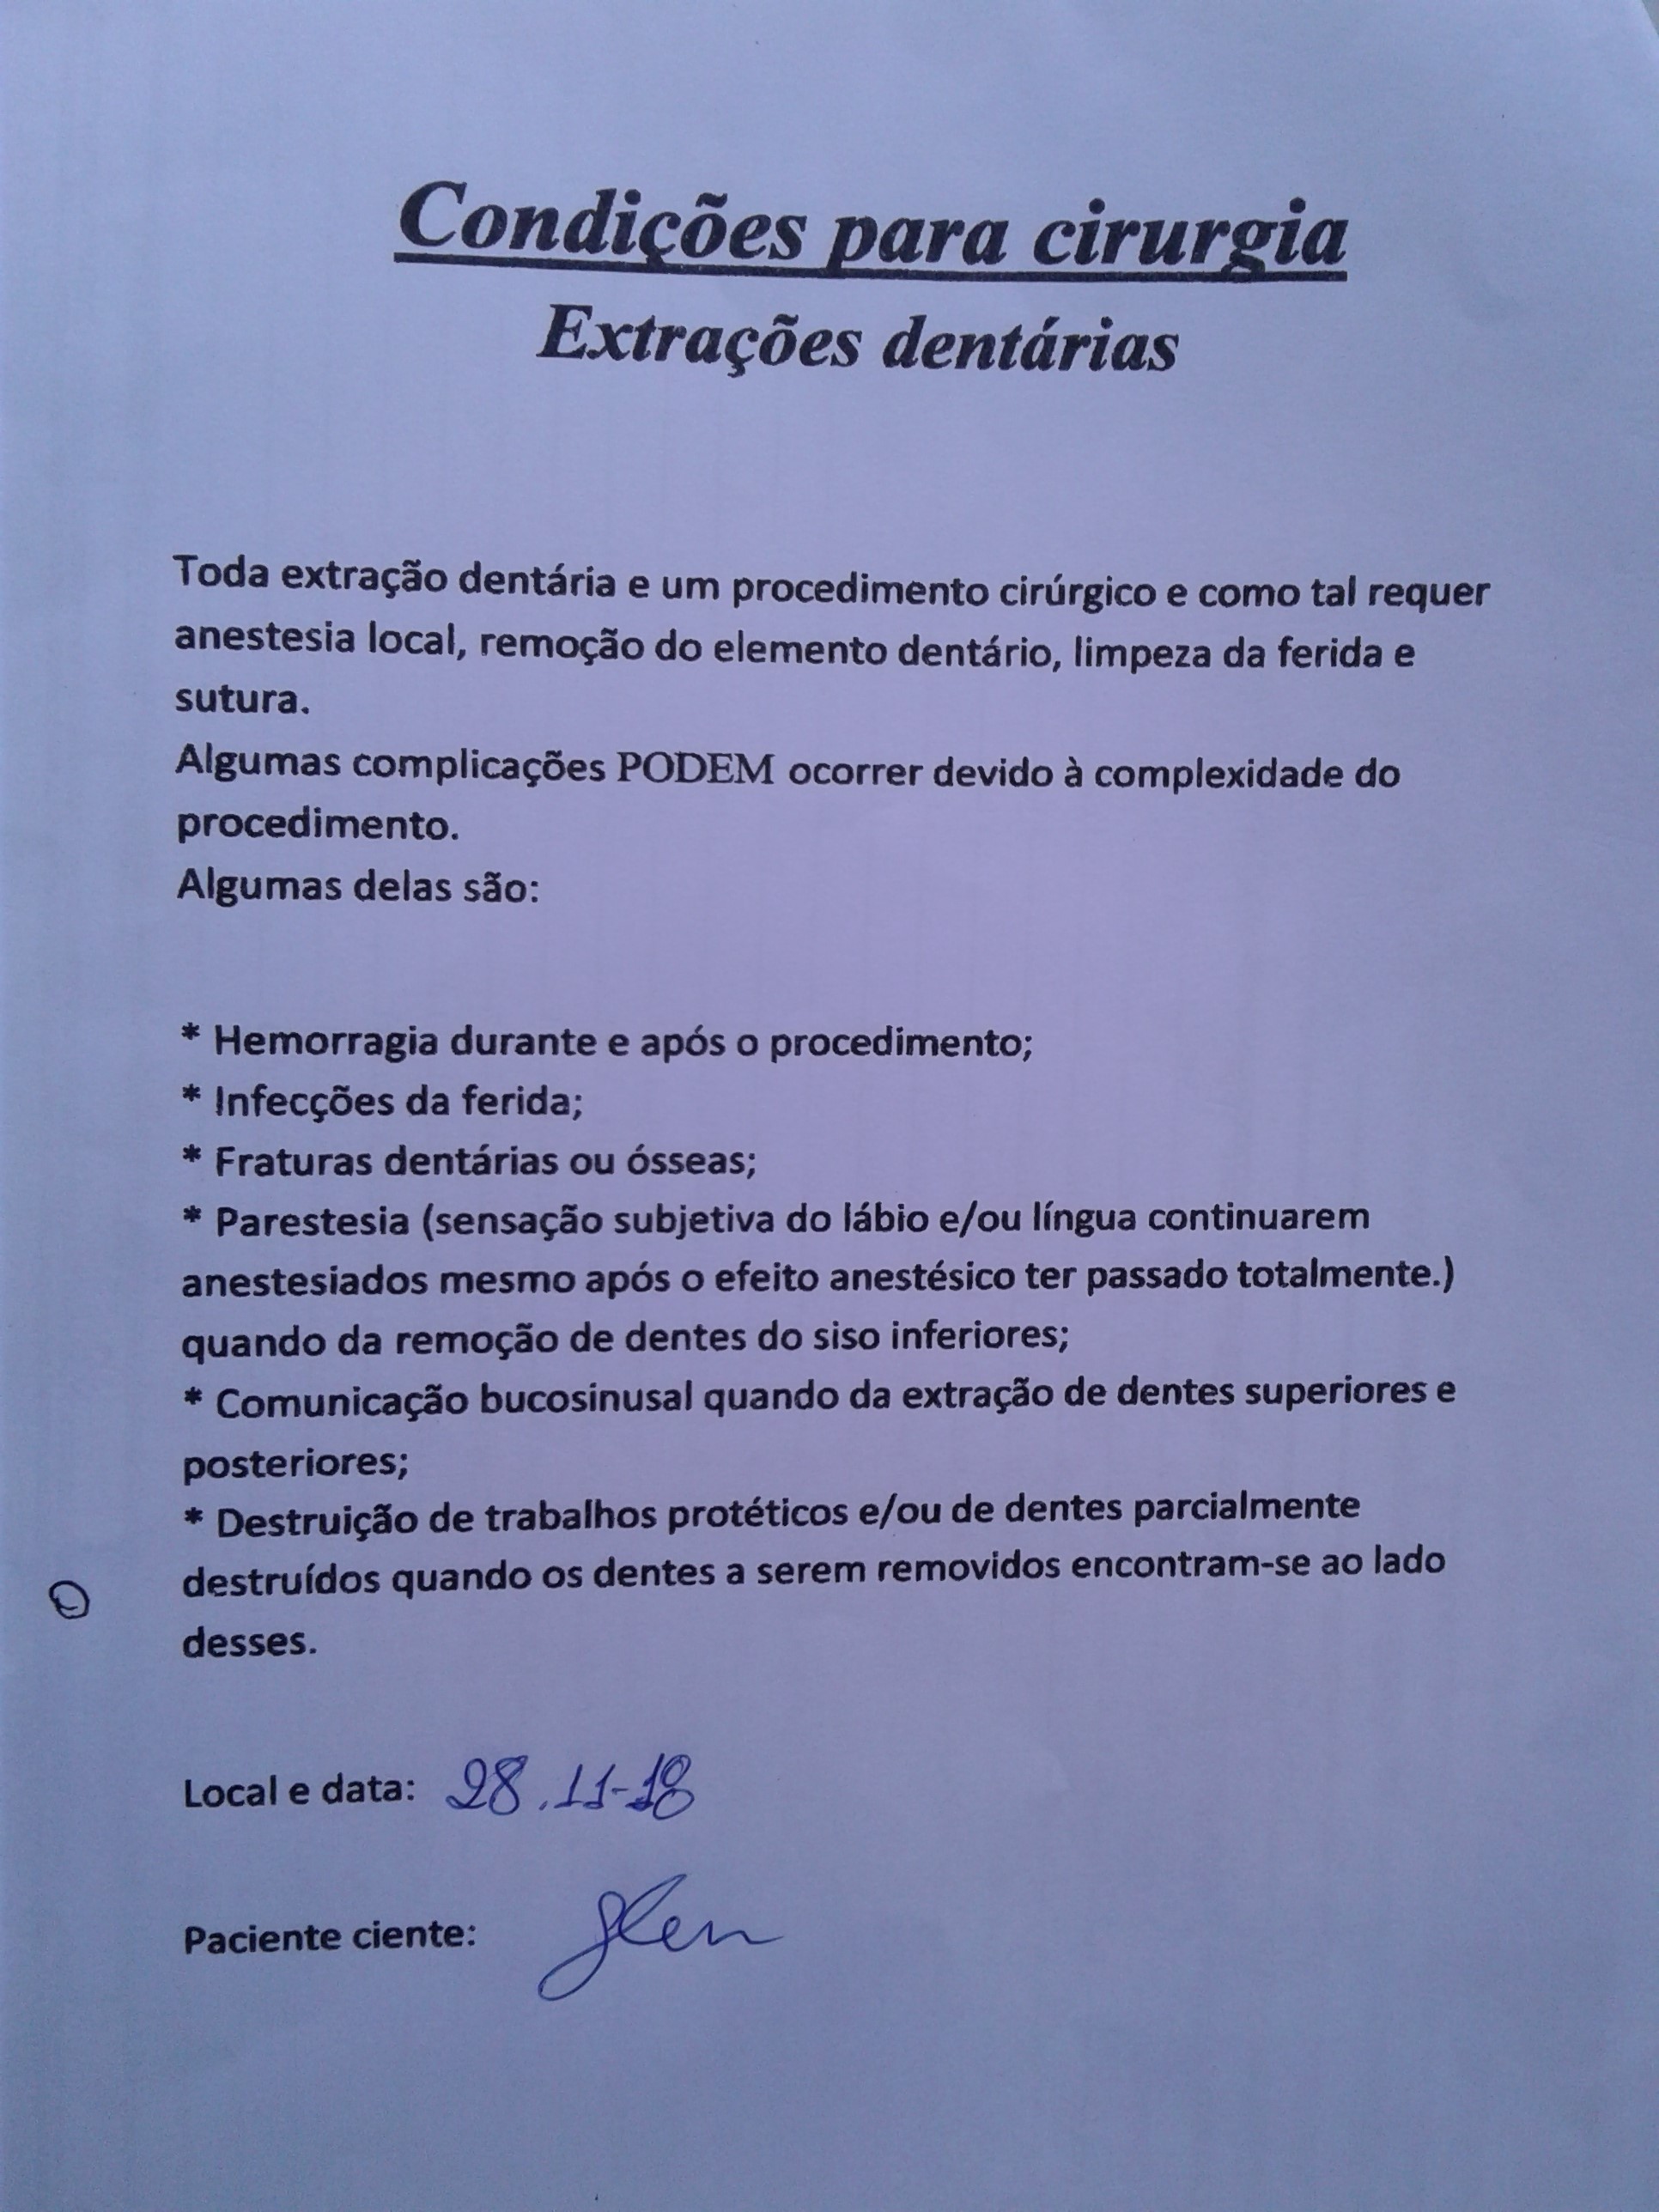 Condições para cirurgia
Extrações dentárias
Toda extração dentária e um procedimento cirúrgico e como tal requer
anestesia local, remoção do elemento dentário, limpeza da ferida e
sutura.
Algumas complicações PODEM ocorrer devido à complexidade do
procedimento.
Algumas delas são:
* Hemorragia durante e após o procedimento;
* Infecções da ferida;
* Fraturas dentárias ou ósseas;
* Parestesia (sensação subjetiva do lábio e/ou língua continuarem
anestesiados mesmo após o efeito anestésico ter passado totalmente.)
quando da remoção de dentes do siso inferiores;
* Comunicação bucosinusal quando da extração de dentes superiores e
posteriores;
* Destruição de trabalhos protéticos e/ou de dentes parcialmente
destruídos quando os dentes a serem removidos encontram-se ao lado
desses.
Local e data: 28.11-18
Paciente ciente: